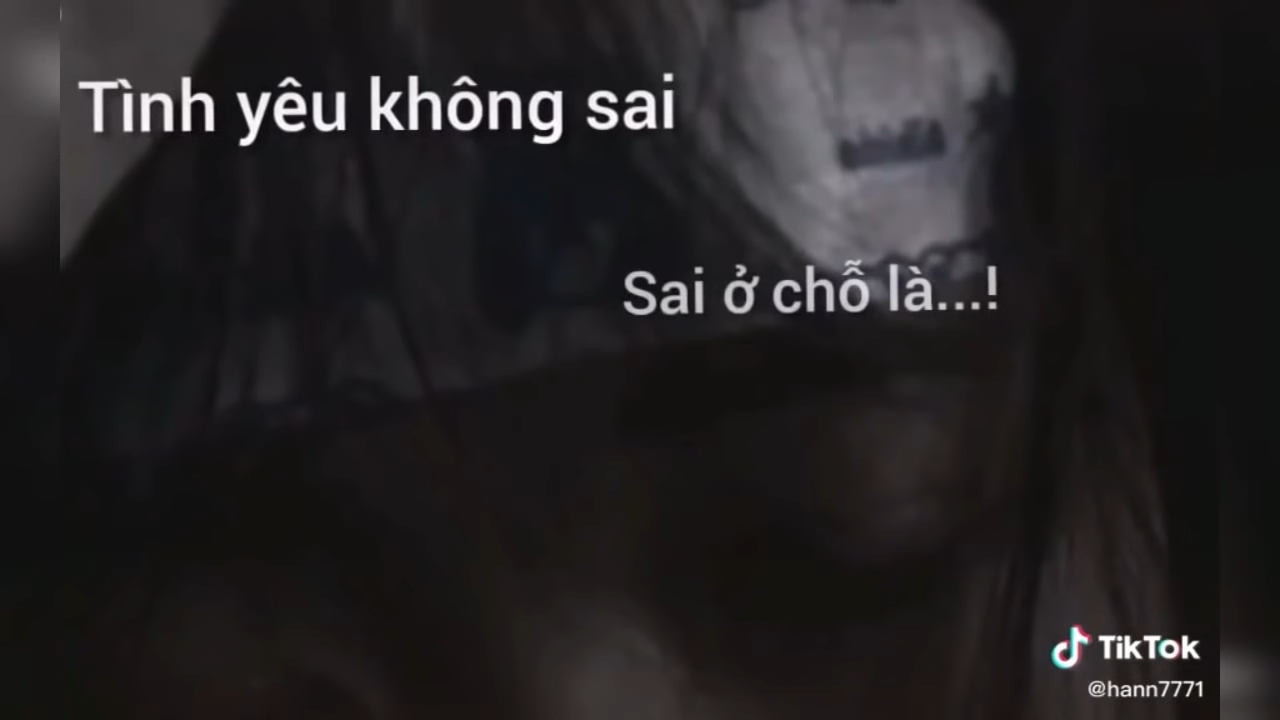 Tình yêu không sai
Sai ở chỗ là...!
TikTok
@hann7771